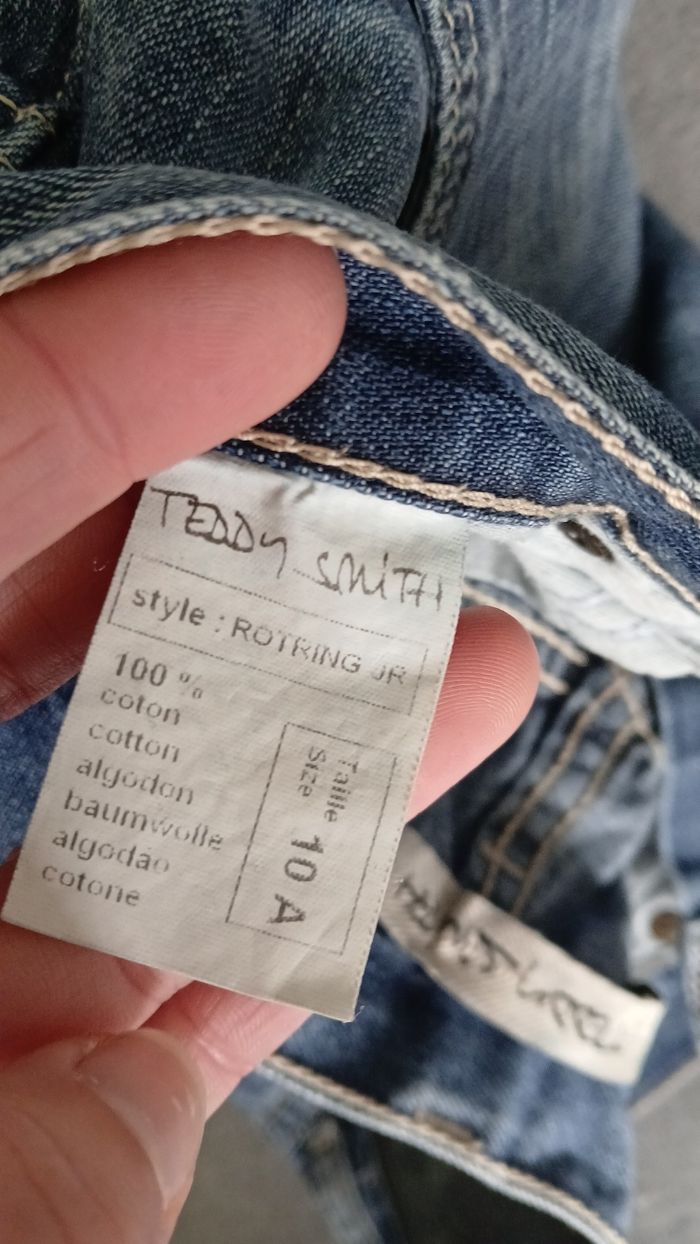 TEDDY SMITH
style : ROTRING JR
100 %
coton
cotton
algodon
baumwolle
algodão
cotone
Taille
Size
10 A